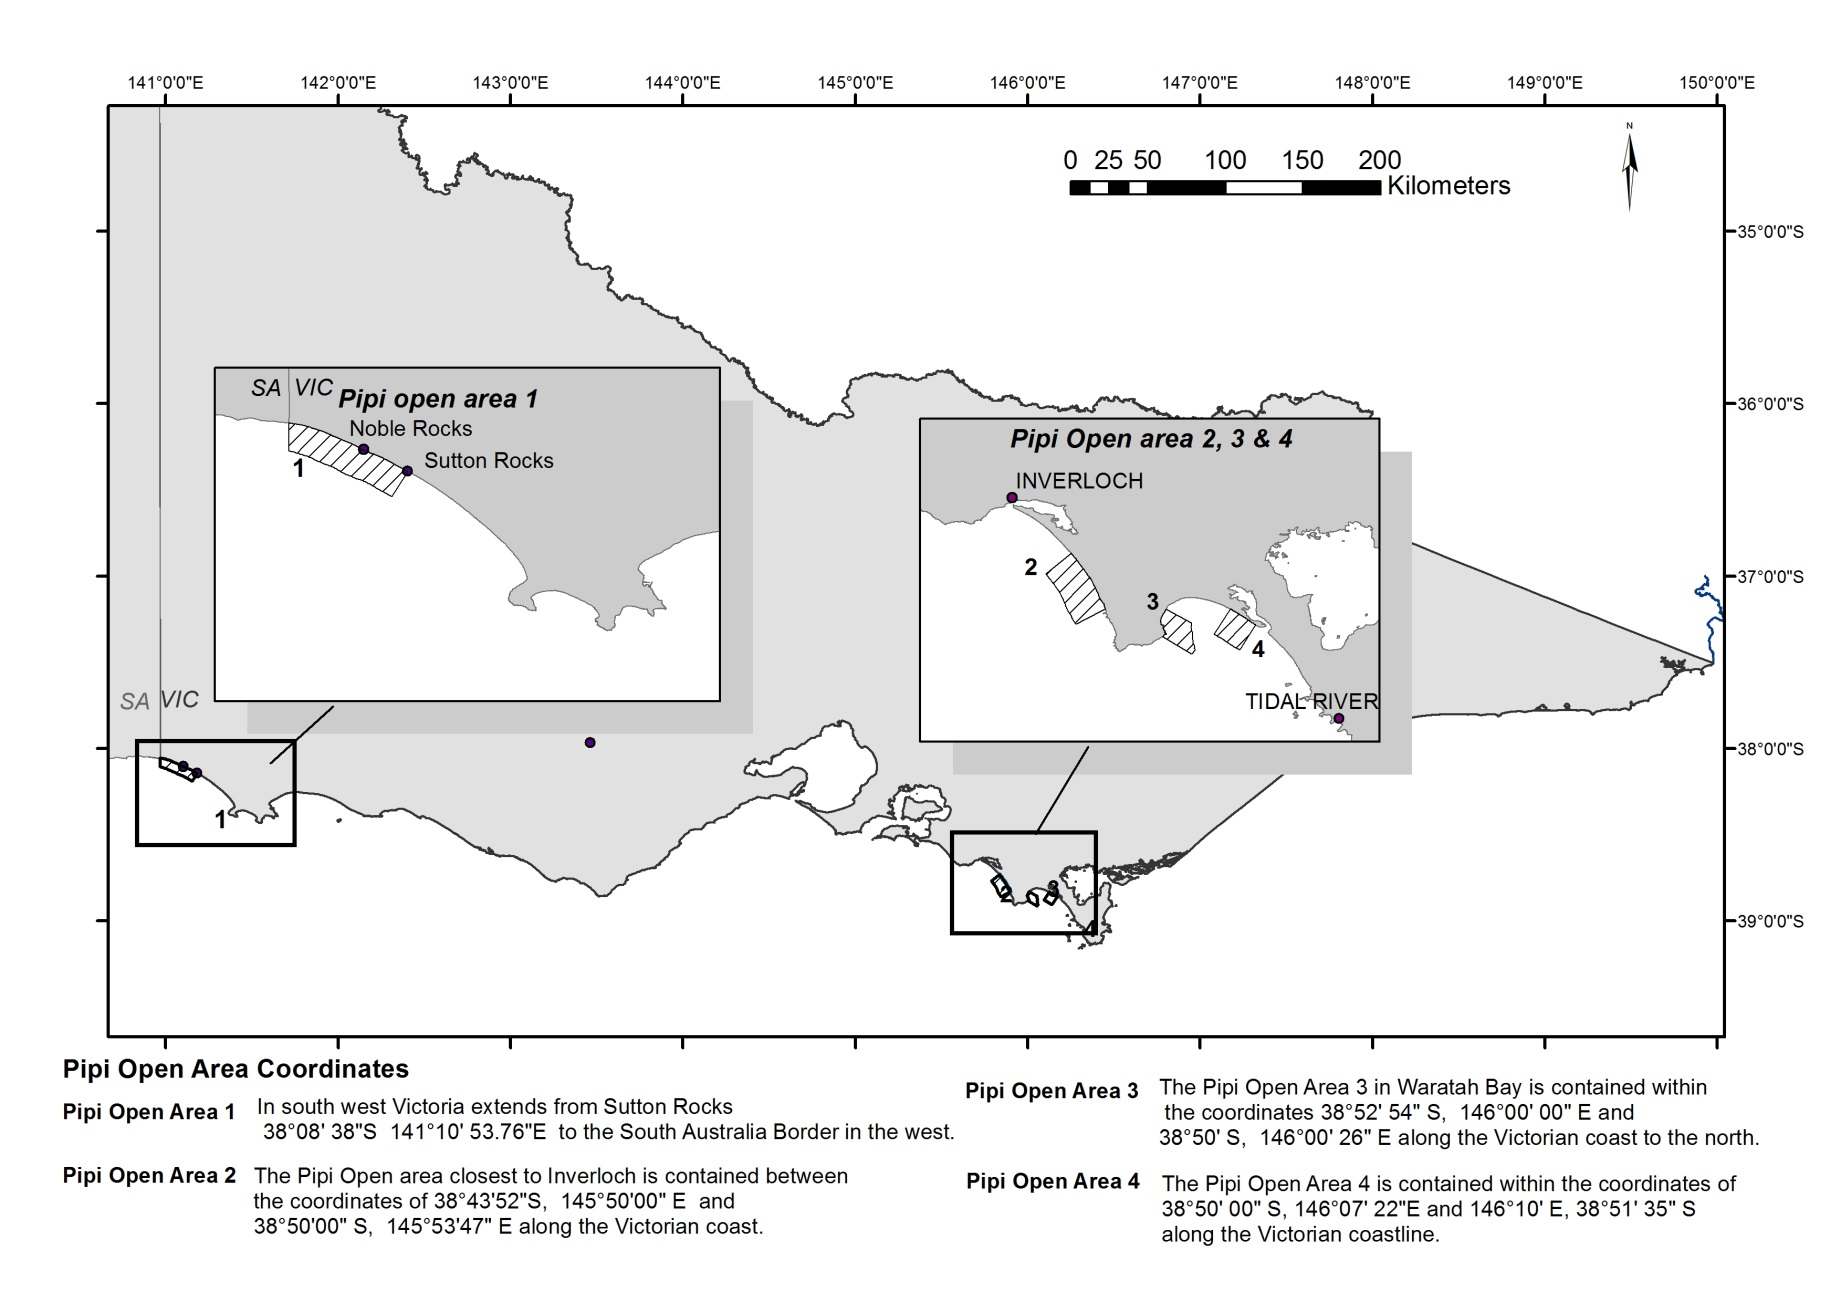 141°0'0"E 142°0'0"E 143°0'0"E 144°0'0"E 145°0'0"E 146°0'0"E 147°0'0"E 148°0'0"E 149°0'0"E 150°0'0"E
N
0 25 50 100 150 200
Kilometers
35°0'0"S
36°0'0"S
37°0'0"S
38°0'0"S
39°0'0"S
SA VIC
Pipi open area 1
Noble Rocks
Sutton Rocks
1
Pipi Open area 2, 3 & 4
INVERLOCH
2
3
4
TIDAL RIVER
SA VIC
1
2
3
4
Pipi Open Area Coordinates
Pipi Open Area 1 In south west Victoria extends from Sutton Rocks
38°08' 38"S 141°10' 53.76"E to the South Australia Border in the west.
Pipi Open Area 2 The Pipi Open area closest to Inverloch is contained between
the coordinates of 38°43'52"S, 145°50'00" E and
38°50'00" S, 145°53'47" E along the Victorian coast.
Pipi Open Area 3 The Pipi Open Area 3 in Waratah Bay is contained within
the coordinates 38°52' 54" S, 146°00' 00" E and
38°50' S, 146°00' 26" E along the Victorian coast to the north.
Pipi Open Area 4 The Pipi Open Area 4 is contained within the coordinates of
38°50' 00" S, 146°07' 22"E and 146°10' E, 38°51' 35" S
along the Victorian coastline.